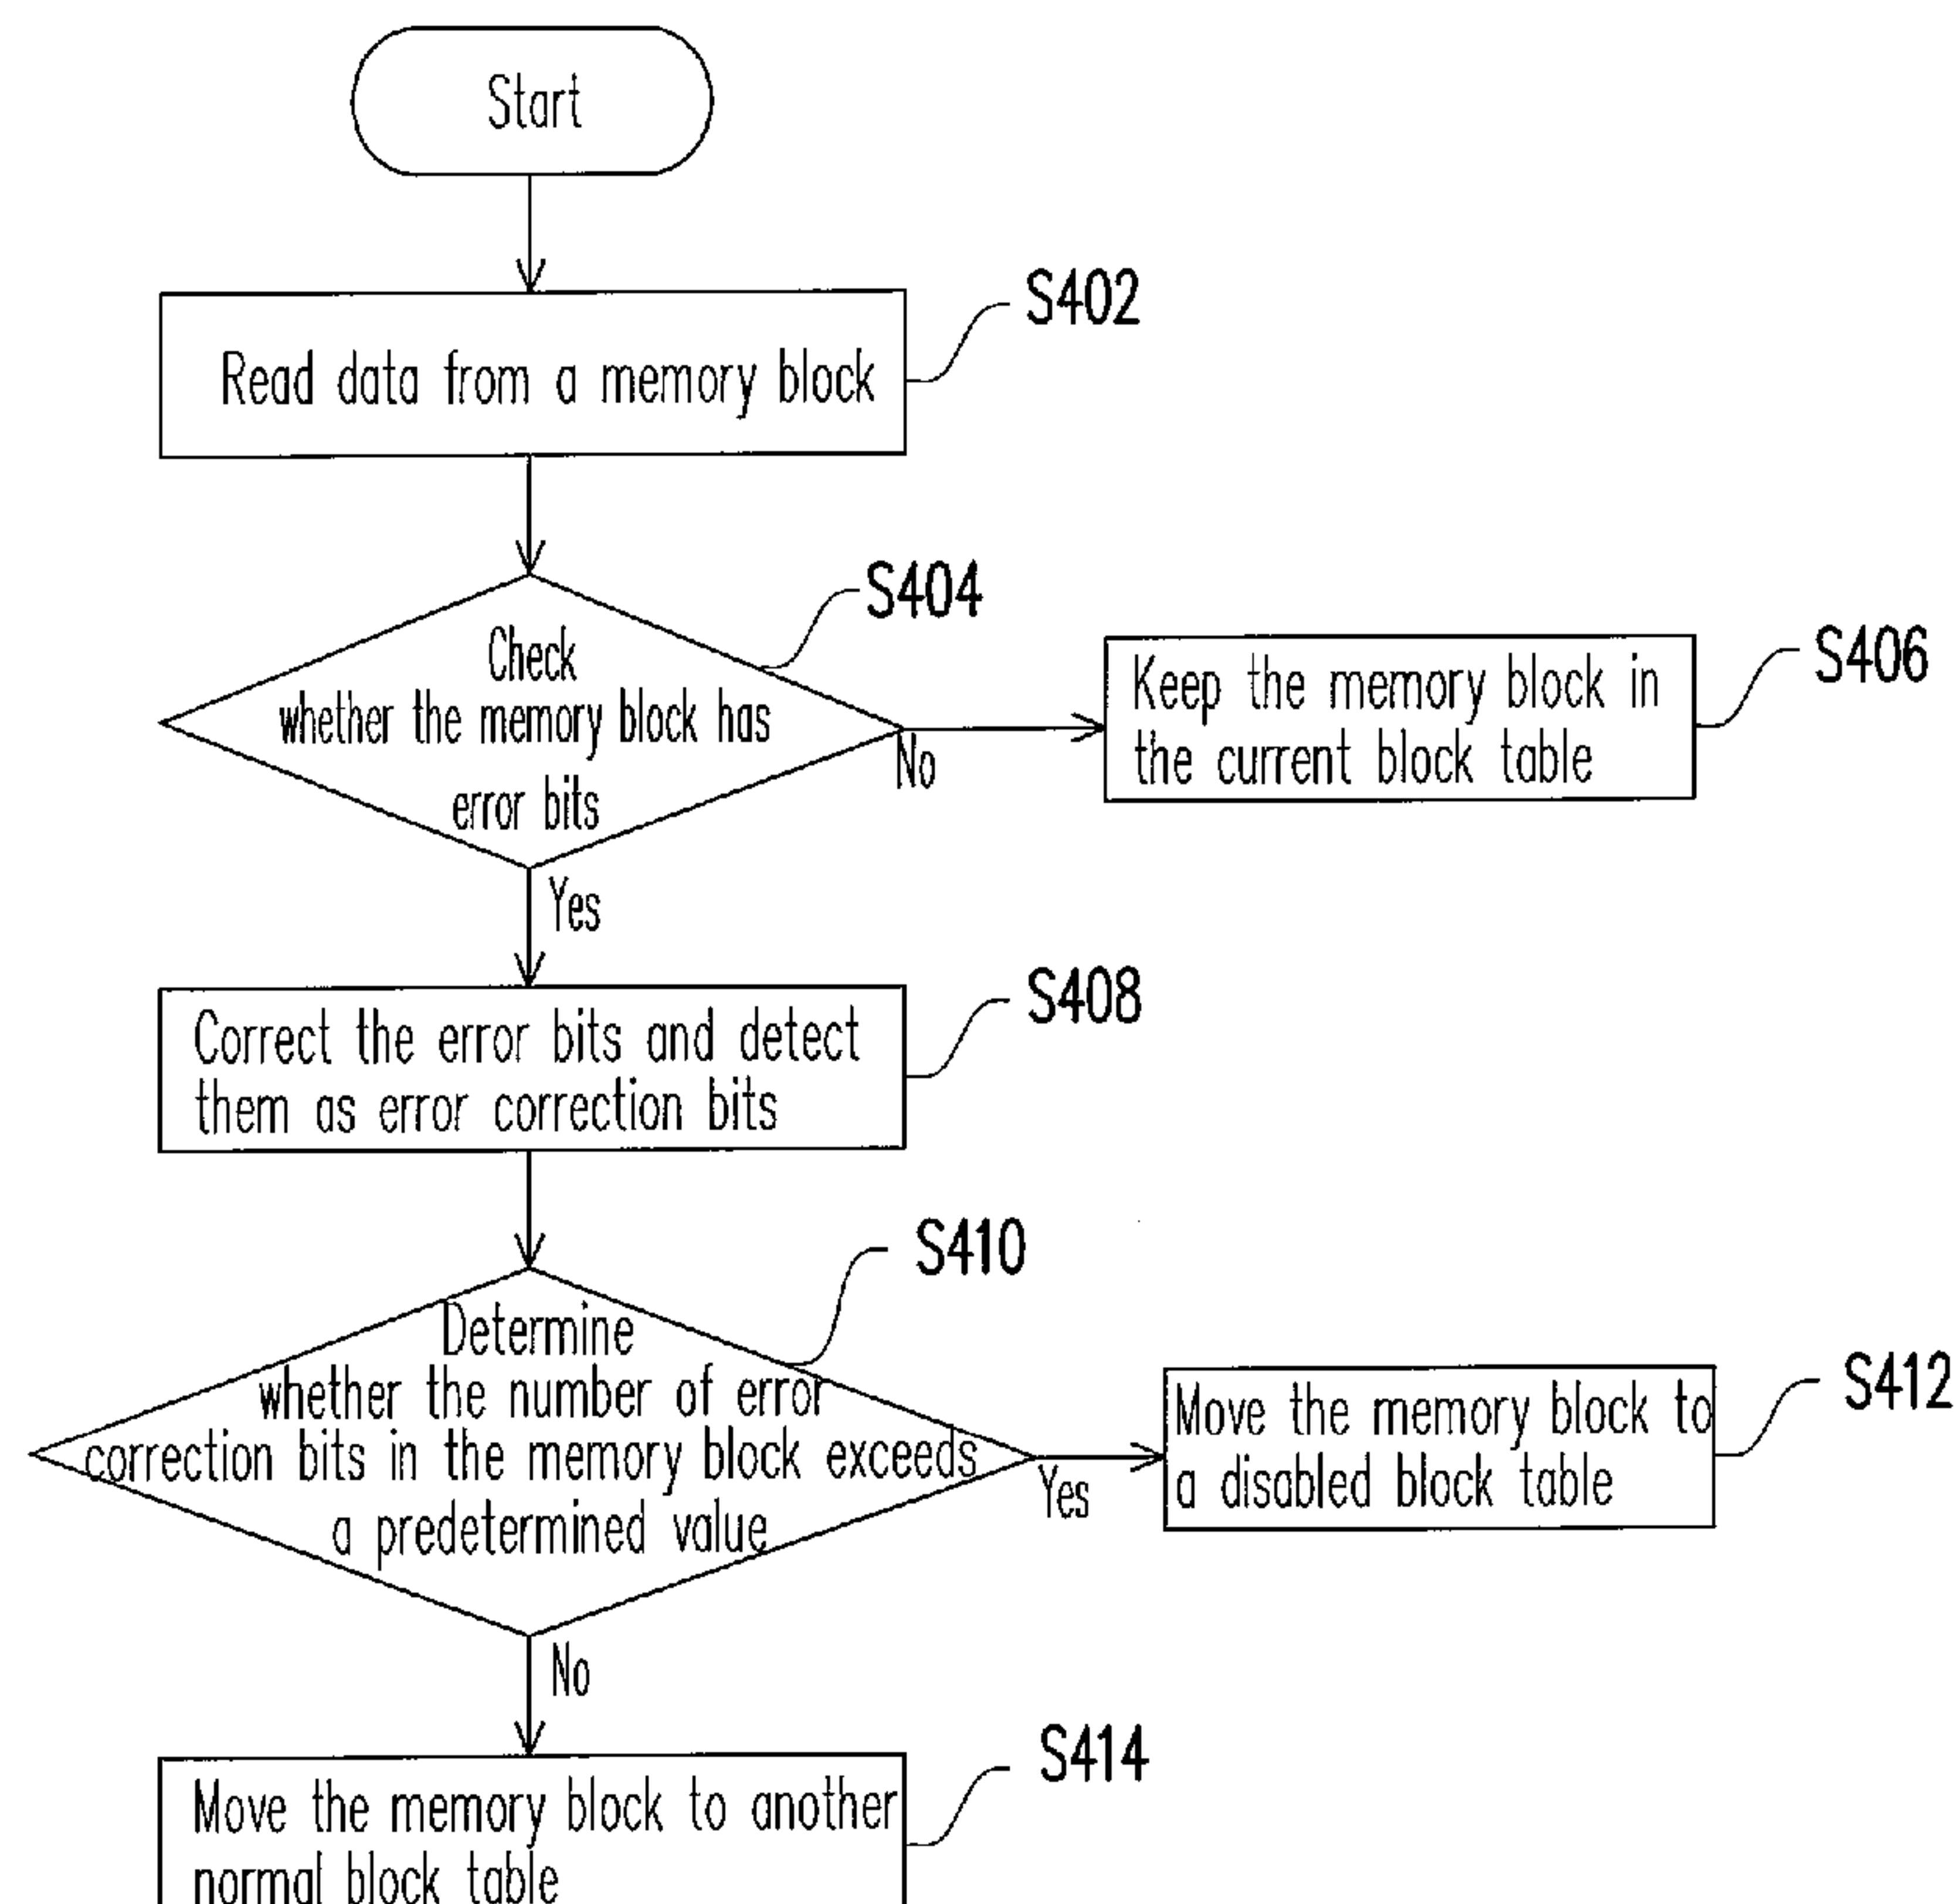 Start
S402
Read data from a memory block
S404
Check
whether the memory block has
error bits
No
S406
Keep the memory block in
the current block table
Yes
S408
Correct the error bits and detect
them as error correction bits
S410
Determine
whether the number of error
correction bits in the memory block exceeds
a predetermined value
Yes
S412
Move the memory block to
a disabled block table
No
S414
Move the memory block to another
normal block table